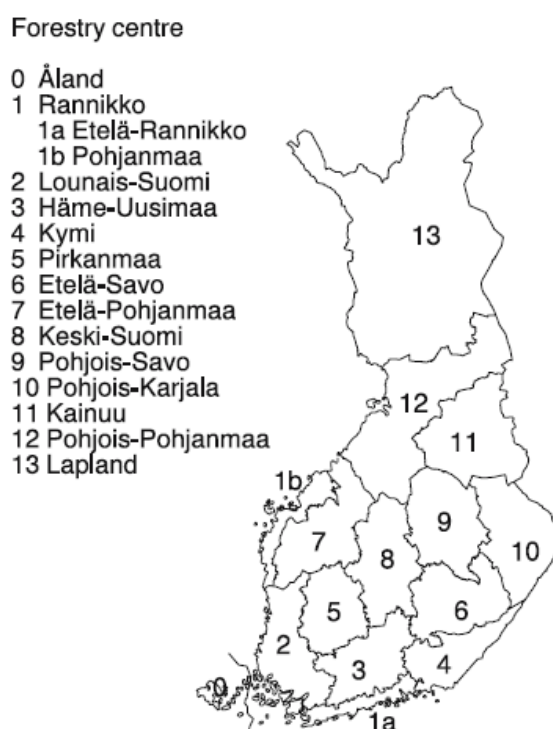 Forestry centre
0 Åland
1 Rannikko
1a Etelä-Rannikko
1b Pohjanmaa
2 Lounais-Suomi
3 Häme-Uusimaa
4 Kymi
5 Pirkanmaa
6 Etelä-Savo
7 Etelä-Pohjanmaa
8 Keski-Suomi
9 Pohjois-Savo
10 Pohjois-Karjala
11 Kainuu
12 Pohjois-Pohjanmaa
13 Lapland
13
12
11
1b
9
7
8
10
5
6
2
3
4
0
1a